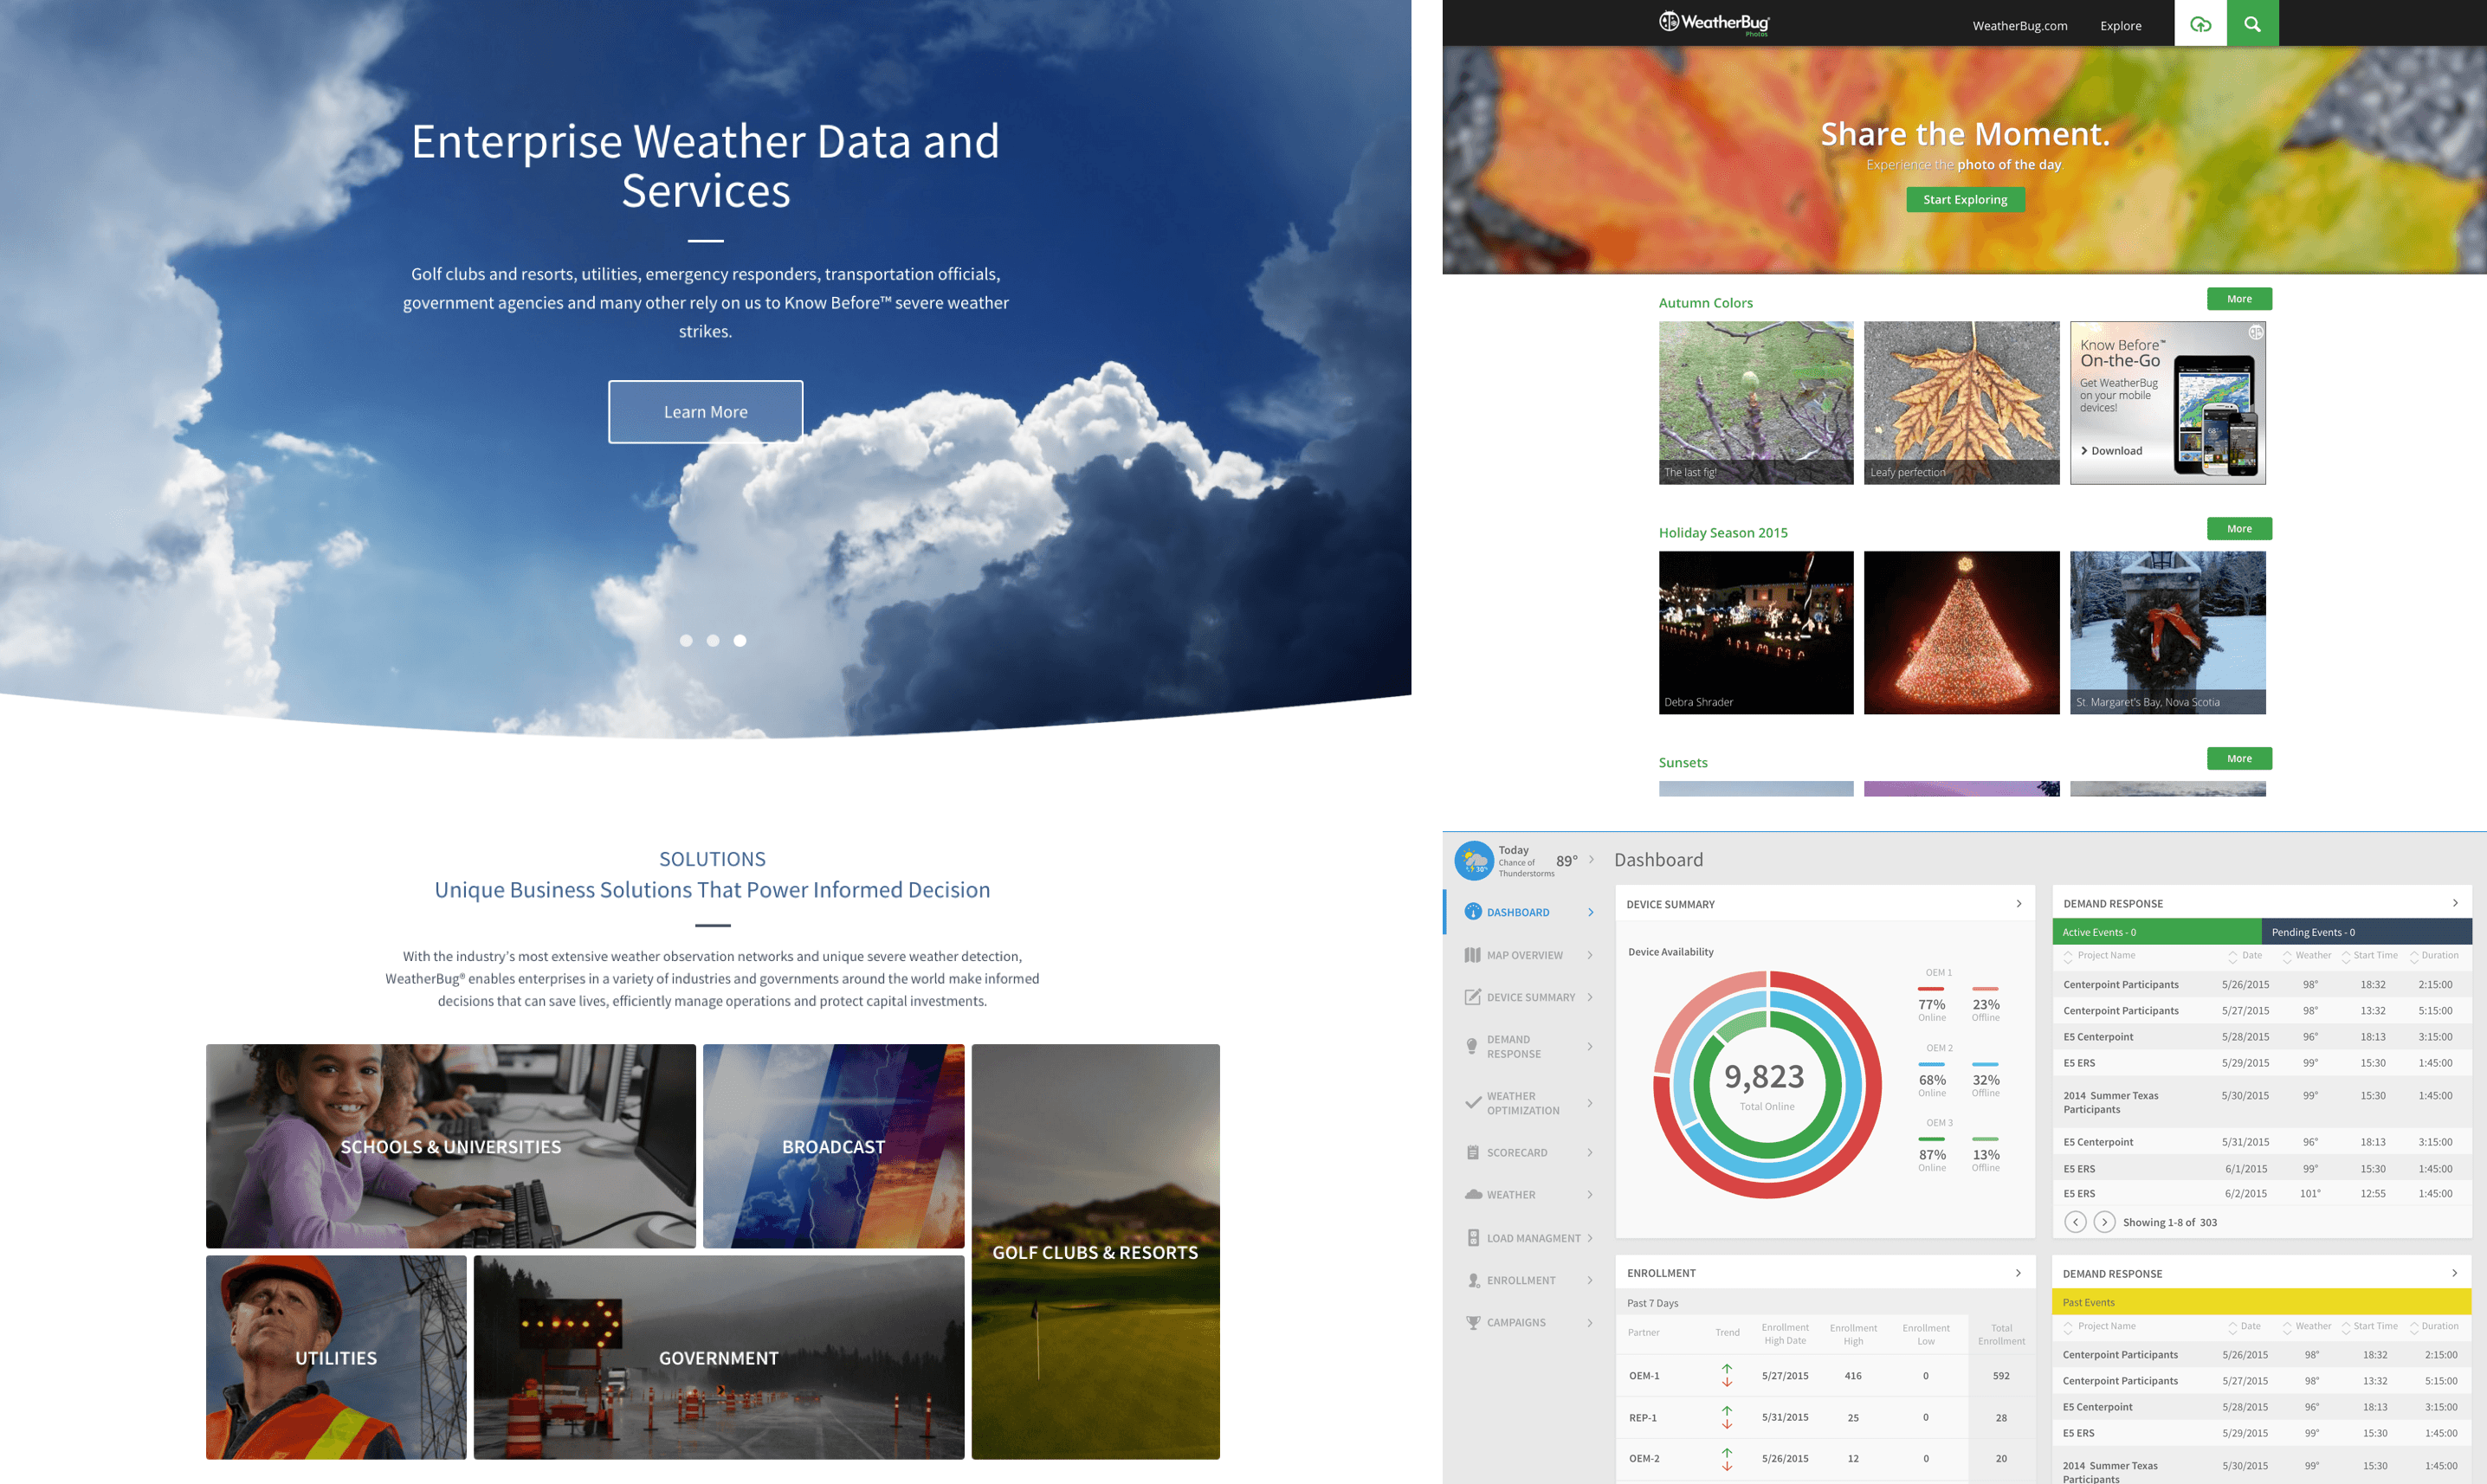 Enterprise Weather Data and
Services
Golf clubs and resorts, utilities, emergency responders, transportation officials,
government agencies and many other rely on us to Know Before™ severe weather
strikes.
Learn More
SOLUTIONS
Unique Business Solutions That Power Informed Decision
With the industry's most extensive weather observation networks and unique severe weather detection,
WeatherBug® enables enterprises in a variety of industries and governments around the world make informed
decisions that can save lives, efficiently manage operations and protect capital investments.
SCHOOLS & UNIVERSITIES
BROADCAST
GOLF CLUBS & RESORTS
UTILITIES
GOVERNMENT
WeatherBug®
Photos
WeatherBug.com
Explore
Share the Moment.
Experience the photo of the day.
Start Exploring
Autumn Colors
More
The last fig!
Leafy perfection
Know Before™
On-the-Go
Get WeatherBug
on your mobile
devices!
Download
Holiday Season 2015
More
Debra Shrader
St. Margaret's Bay, Nova Scotia
Sunsets
More
30%
Today
Chance of
Thunderstorms
89°
DASHBOARD
MAP OVERVIEW
DEVICE SUMMARY
DEMAND
RESPONSE
WEATHER
OPTIMIZATION
SCORECARD
WEATHER
LOAD MANAGMENT
ENROLLMENT
CAMPAIGNS
Dashboard
DEVICE SUMMARY
Device Availability
9,823
Total Online
OEM 1
77% 23%
Online Offline
OEM 2
68% 32%
Online Offline
OEM 3
87% 13%
Online Offline
DEMAND RESPONSE
Active Events - 0 Pending Events - 0
Project Name Date Weather Start Time Duration
Centerpoint Participants 5/26/2015 98° 18:32 2:15:00
Centerpoint Participants 5/27/2015 98° 13:32 5:15:00
E5 Centerpoint 5/28/2015 96° 18:13 3:15:00
E5 ERS 5/29/2015 99° 15:30 1:45:00
2014 Summer Texas
Participants 5/30/2015 99° 15:30 1:45:00
E5 Centerpoint 5/31/2015 96° 18:13 3:15:00
E5 ERS 6/1/2015 99° 15:30 1:45:00
E5 ERS 6/2/2015 101° 12:55 1:45:00
Showing 1-8 of 303
ENROLLMENT
Past 7 Days
Partner Trend Enrollment High Date Enrollment High Enrollment Low Total Enrollment
OEM-1 5/27/2015 416 0 592
REP-1 5/31/2015 25 0 28
OEM-2 5/26/2015 12 0 20
DEMAND RESPONSE
Past Events
Project Name Date Weather Start Time Duration
Centerpoint Participants 5/26/2015 98° 18:32 2:15:00
Centerpoint Participants 5/27/2015 98° 13:32 5:15:00
E5 Centerpoint 5/28/2015 96° 18:13 3:15:00
E5 ERS 5/29/2015 99° 15:30 1:45:00
2014 Summer Texas
Participants 5/30/2015 99° 15:30 1:45:00